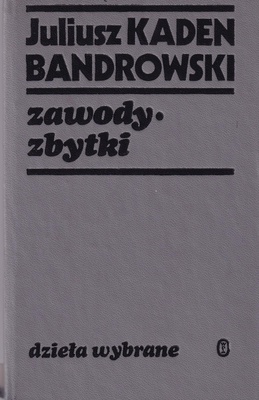 Juliusz KADEN
BANDROWSKI
zawody•
zbytki
dzieła wybrane